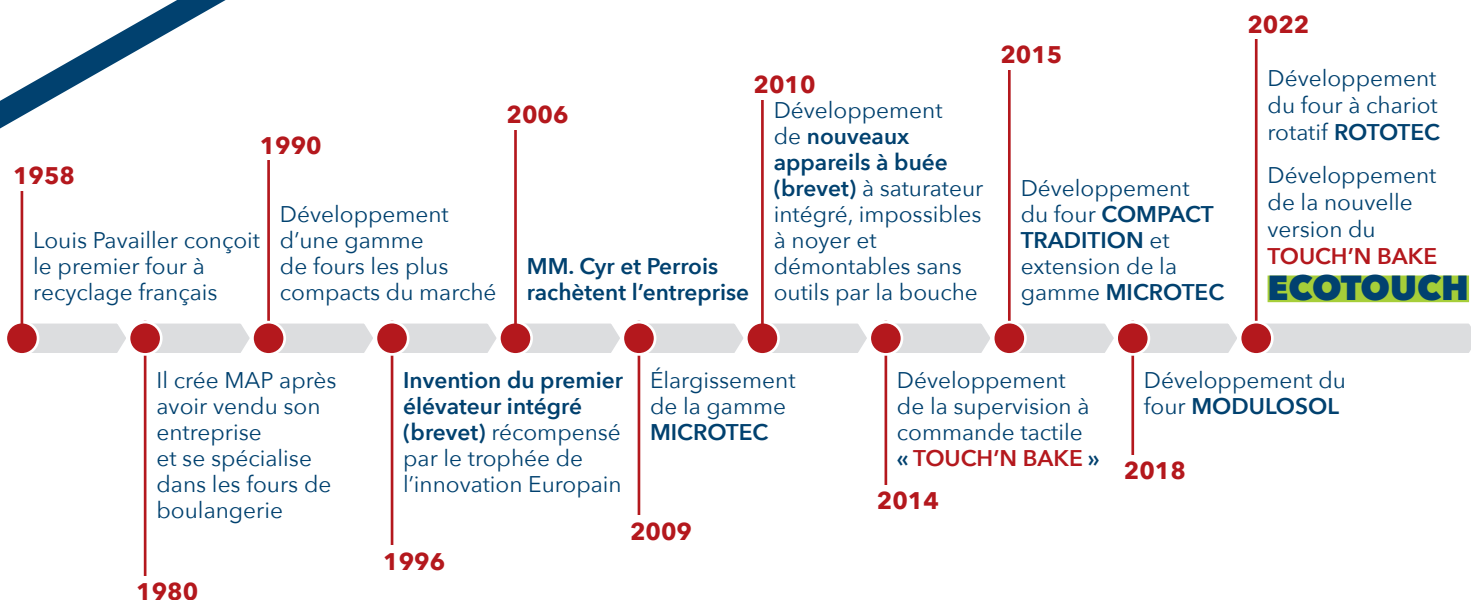 1958
Louis Pavailler conçoit
le premier four à
recyclage français
1980
Il crée MAP après
avoir vendu son
entreprise
et se spécialise
dans les fours de
boulangerie
1990
Développement
d’une gamme
de fours les plus
compacts du marché
1996
Invention du premier
élévateur intégré
(brevet) récompensé
par le trophée de
l’innovation Europain
2006
MM. Cyr et Perrois
rachètent l’entreprise
2009
Élargissement
de la gamme
MICROTEC
2010
Développement
de nouveaux
appareils à buée
(brevet) à saturateur
intégré, impossibles
à noyer et
démontables sans
outils par la bouche
2014
Développement
de la supervision à
commande tactile
« TOUCH’N BAKE »
2015
Développement
du four COMPACT
TRADITION et
extension de la
gamme MICROTEC
2018
Développement du
four MODULOSOL
2022
Développement
du four à chariot
rotatif ROTOTEC
Développement
de la nouvelle
version du
TOUCH’N BAKE
ECOTOUCH